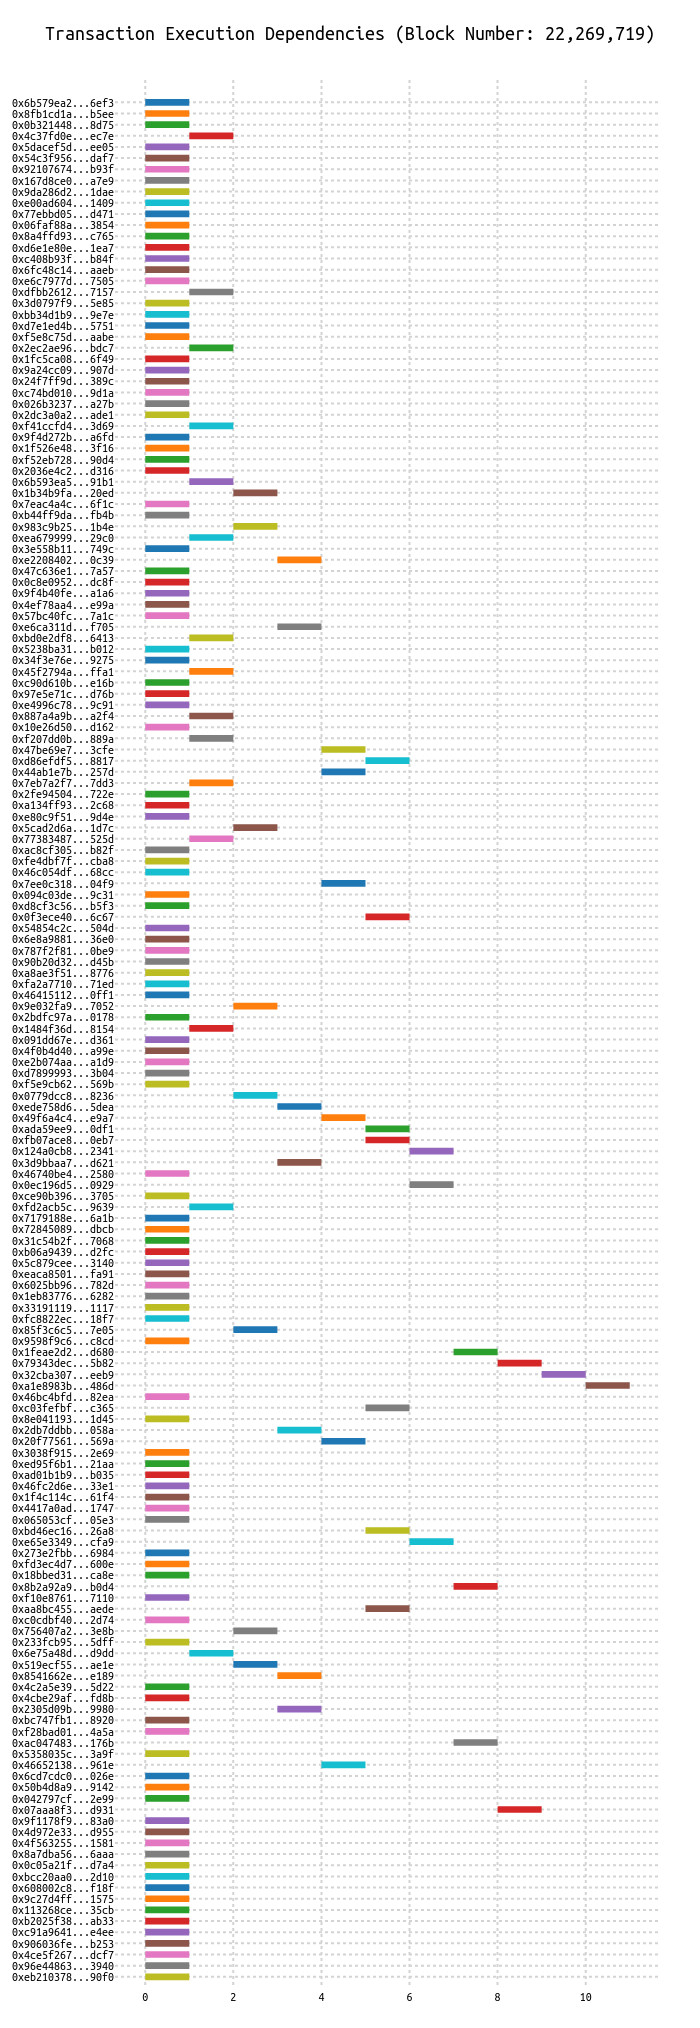 Transaction Execution Dependencies (Block Number: 22,269,719)
0x6b579ea2...6ef3
0x8fb1cd1a...b5ee
0x0b321448...8d75
0x4c37fd0e...ec7e
0x5dacef5d...ee05
0x54c3f956...daf7
0x92107674...b93f
0x167d8ce0...a7e9
0x9da286d2...1dae
0xe00ad604...1409
0x77ebbd05...d471
0x06faf88a...3854
0x8a4ffd93...c765
0xd6e1e80e...1ea7
0xc408b93f...b84f
0x6fc48c14...aaeb
0xe6c7977d...7505
0xdfbb2612...7157
0x3d0797f9...5e85
0xbb34d1b9...9e7e
0xd7e1ed4b...5751
0xf5e8c75d...aabe
0x2ec2ae96...bdc7
0x1fc5ca08...6f49
0x9a24cc09...907d
0x24f7ff9d...389c
0xc74bd010...9d1a
0x026b3237...a27b
0x2dc3a0a2...ade1
0xf41ccfd4...3d69
0x9f4d272b...a6fd
0x1f526e48...3f16
0xf52eb728...90d4
0x2036e4c2...d316
0x6b593ea5...91b1
0x1b34b9fa...20ed
0x7eac4a4c...6f1c
0xb44ff9da...fb4b
0x983c9b25...1b4e
0xea679999...29c0
0x3e558b11...749c
0xe2208402...0c39
0x47c636e1...7a57
0x0c8e0952...dc8f
0x9f4b40fe...a1a6
0x4ef78aa4...e99a
0x57bc40fc...7a1c
0xe6ca311d...f705
0xbd0e2df8...6413
0x5238ba31...b012
0x34f3e76e...9275
0x45f2794a...ffa1
0xc90d610b...e16b
0x97e5e71c...d76b
0xe4996c78...9c91
0x887a4a9b...a2f4
0x10e26d50...d162
0xf207dd0b...889a
0x47be69e7...3cfe
0xd86efdf5...8817
0x44ab1e7b...257d
0x7eb7a2f7...7dd3
0x2fe94504...722e
0xa134ff93...2c68
0xe80c9f51...9d4e
0x5cad2d6a...1d7c
0x77383487...525d
0xac8cf305...b82f
0xfe4dbf7f...cba8
0x46c054df...68cc
0x7ee0c318...04f9
0x094c03de...9c31
0xd8cf3c56...b5f3
0x0f3ece40...6c67
0x54854c2c...504d
0x6e8a9881...36e0
0x787f2f81...0be9
0x90b20d32...d45b
0xa8ae3f51...8776
0xfa2a7710...71ed
0x46415112...0ff1
0x9e032fa9...7052
0x2bdfc97a...0178
0x1484f36d...8154
0x091dd67e...d361
0x4f0b4d40...a99e
0xe2b074aa...a1d9
0xd7899993...3b04
0xf5e9cb62...569b
0x0779dcc8...8236
0xede758d6...5dea
0x49f6a4c4...e9a7
0xada59ee9...0df1
0xfb07ace8...0eb7
0x124a0cb8...2341
0x3d9bbaa7...d621
0x46740be4...2580
0x0ec196d5...0929
0xce90b396...3705
0xfd2acb5c...9639
0x7179188e...6a1b
0x72845089...dbcb
0x31c54b2f...7068
0xb06a9439...d2fc
0x5c879cee...3140
0xeaca8501...fa91
0x6025bb96...782d
0x1eb83776...6282
0x33191119...1117
0xfc8822ec...18f7
0x85f3c6c5...7e05
0x9598f9c6...c8cd
0x1feae2d2...d680
0x79343dec...5b82
0x32cba307...eeb9
0xa1e8983b...486d
0x46bc4bfd...82ea
0xc03fefbf...c365
0x8e041193...1d45
0x2db7ddbb...058a
0x20f77561...569a
0x3038f915...2e69
0xed95f6b1...21aa
0xad01b1b9...b035
0x46fc2d6e...33e1
0x1f4c114c...61f4
0x4417a0ad...1747
0x065053cf...05e3
0xbd46ec16...26a8
0xe65e3349...cfa9
0x273e2fbb...6984
0xfd3ec4d7...600e
0x18bbed31...ca8e
0x8b2a92a9...b0d4
0xf10e8761...7110
0xaa8bc455...aede
0xc0cdbf40...2d74
0x756407a2...3e8b
0x233fcb95...5dff
0x6e75a48d...d9dd
0x519ecf55...ae1e
0x8541662e...e189
0x4c2a5e39...5d22
0x4cbe29af...fd8b
0x2305d09b...9980
0xbc747fb1...8920
0xf28bad01...4a5a
0xac047483...176b
0x5358035c...3a9f
0x46652138...961e
0x6cd7cdc0...026e
0x50b4d8a9...9142
0x042797cf...2e99
0x07aaa8f3...d931
0x9f1178f9...83a0
0x4d972e33...d955
0x4f563255...1581
0x8a7dba56...6aaa
0x0c05a21f...d7a4
0xbcc20aa0...2d10
0x608002c8...f18f
0x9c27d4ff...1575
0x113268ce...35cb
0xb2025f38...ab33
0xc91a9641...e4ee
0x906036fe...b253
0x4ce5f267...dcf7
0x96e44863...3940
0xeb210378...90f0
0 2 4 6 8 10